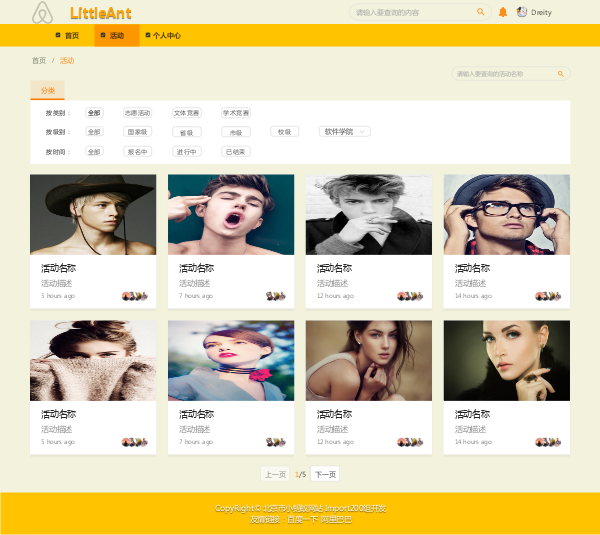 LittleAnt
请输入要查询的内容
Dreity
首页 活动 个人中心
首页 / 活动
请输入要查询的活动名称
分类
按类别： 全部 志愿活动 文体竞赛 学术竞赛
按级别： 全部 国家级 省级 市级 校级 软件学院
按时间： 全部 报名中 进行中 已结束
活动名称 活动名称 活动名称 活动名称
活动描述 活动描述 活动描述 活动描述
5 hours ago 7 hours ago 12 hours ago 14 hours ago
活动名称 活动名称 活动名称 活动名称
活动描述 活动描述 活动描述 活动描述
5 hours ago 7 hours ago 12 hours ago 14 hours ago
上一页 1/5 下一页
CopyRight © 北京市小蚂蚁网站 Import200组开发
友情链接：百度一下 阿里巴巴